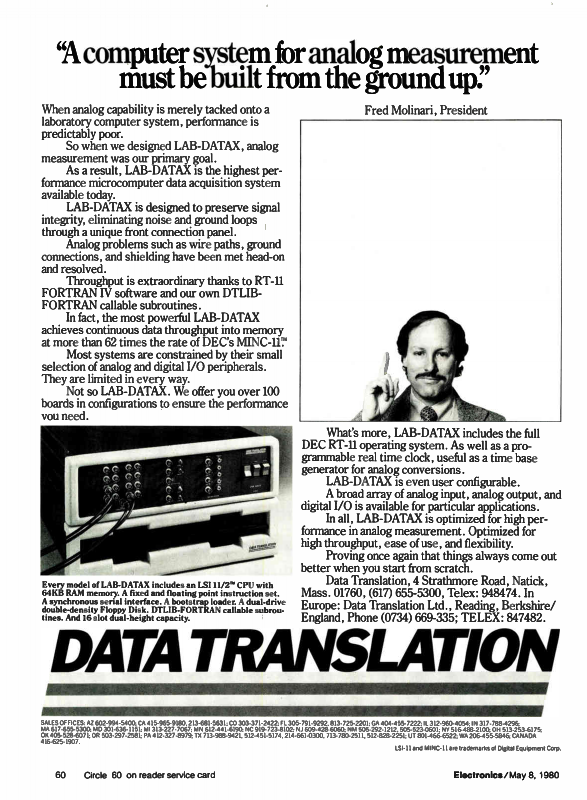 “A computer system for analog measurement
must be built from the ground up.”
When analog capability is merely tacked onto a
laboratory computer system, performance is
predictably poor.
So when we designed LAB-DATAX, analog
measurement was our primary goal.
As a result, LAB-DATAX is the highest per-
formance microcomputer data acquisition system
available today.
LAB-DATAX is designed to preserve signal
integrity, eliminating noise and ground loops
through a unique front connection panel.
Analog problems such as wire paths, ground
connections, and shielding have been met head-on
and resolved.
Throughput is extraordinary thanks to RT-11
FORTRAN IV software and our own DTLIB-
FORTRAN callable subroutines.
In fact, the most powerful LAB-DATAX
achieves continuous data throughput into memory
at more than 62 times the rate of DEC's MINC-11.™
Most systems are constrained by their small
selection of analog and digital I/O peripherals.
They are limited in every way.
Not so LAB-DATAX. We offer you over 100
boards in configurations to ensure the performance
you need.
Every model of LAB-DATAX includes an LSI 11/2™ CPU with
64KB RAM memory. A fixed and floating point instruction set.
A synchronous serial interface. A bootstrap loader. A dual-drive
double-density Floppy Disk. DTLIB-FORTRAN callable subrou-
tines. And 16 slot dual-height capacity.
Fred Molinari, President
What's more, LAB-DATAX includes the full
DEC RT-11 operating system. As well as a pro-
grammable real time clock, useful as a time base
generator for analog conversions.
LAB-DATAX is even user configurable.
A broad array of analog input, analog output, and
digital I/O is available for particular applications.
In all, LAB-DATAX is optimized for high per-
formance in analog measurement. Optimized for
high throughput, ease of use, and flexibility.
Proving once again that things always come out
better when you start from scratch.
Data Translation, 4 Strathmore Road, Natick,
Mass. 01760, (617) 655-5300, Telex: 948474. In
Europe: Data Translation Ltd., Reading, Berkshire/
England, Phone (0734) 669-335; TELEX: 847482.
DATA TRANSLATION
SALES OFFICES: AZ 602-994-5400; CA 415-965-9180, 213-681-5631; CO 303-371-2422; FL 305-791-9292, 813-725-2201; GA 404-455-7222; IL 312-960-4054; IN 317-788-4296;
MA 617-655-5300; MD 301-636-1151; MI 313-227-7067; MN 612-441-6190; NC 919-723-8102; NJ 609-428-6060; NM 505-292-1212, 505-523-0601; NY 516-488-2100; OH 513-253-6175;
OK 405-528-6071; OR 503-297-2581; PA 412-327-8979; TX 713-988-9421, 512-451-5174, 214-661-0300, 713-780-2511, 512-828-2251; UT 801-466-6522; WA 206-455-5846; CANADA
416-625-1907.
LSI-11 and MINC-11 are trademarks of Digital Equipment Corp.
60 Circle 60 on reader service card
Electronics/May 8, 1980